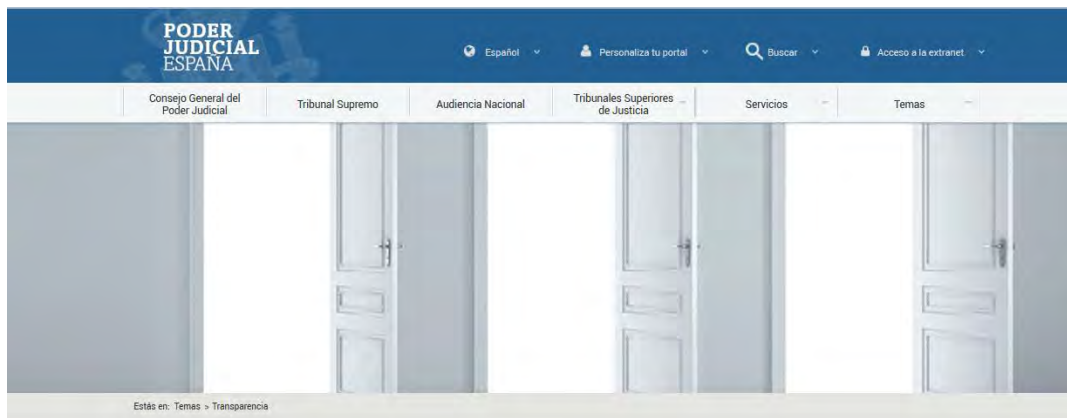 PODER
JUDICIAL
ESPAÑA
Español
Personaliza tu portal
Buscar
Acceso a la extranet
Consejo General del
Poder Judicial
Tribunal Supremo
Audiencia Nacional
Tribunales Superiores
de Justicia
Servicios
Temas
Estás en: Temas > Transparencia